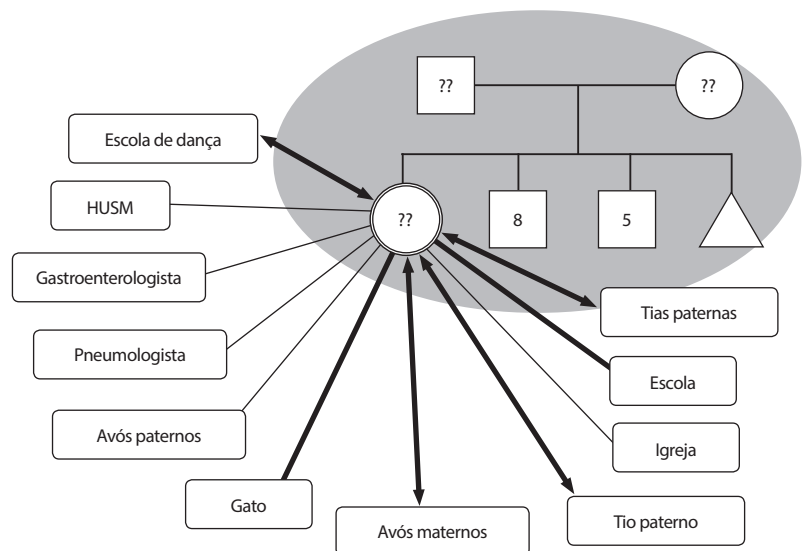 ??
??
Escola de dança
HUSM
??
8
5
Gastroenterologista
Tias paternas
Pneumologista
Escola
Avós paternos
Igreja
Gato
Avós maternos
Tio paterno